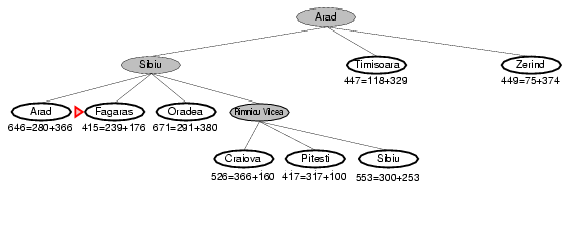 Arad
Sibiu
Timisoara
Zerind
447=118+329
449=75+374
Arad
Fagaras
Oradea
Rimnicu Vilcea
646=280+366
415=239+176
671=291+380
Craiova
Pitesti
Sibiu
526=366+160
417=317+100
553=300+253